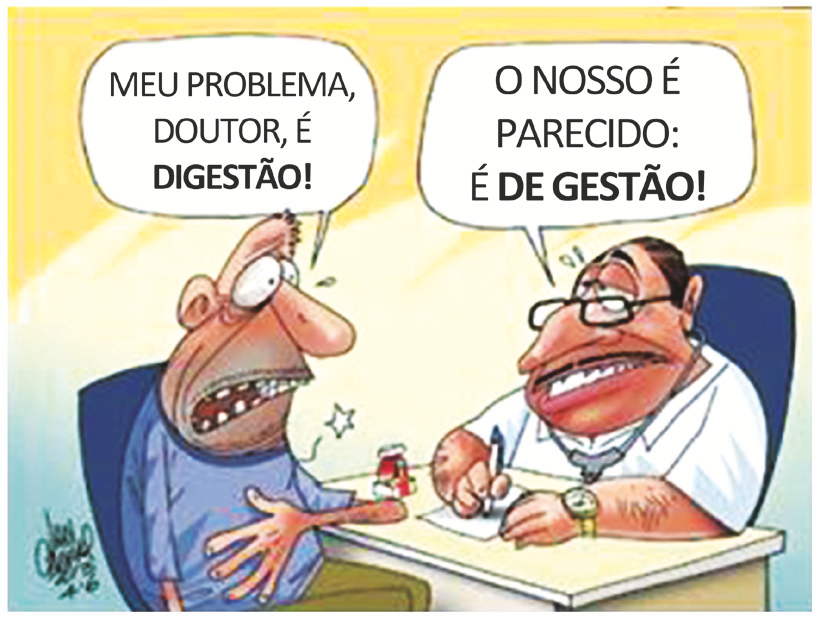 MEU PROBLEMA,
DOUTOR, É
DIGESTÃO!
O NOSSO É
PARECIDO:
É DE GESTÃO!